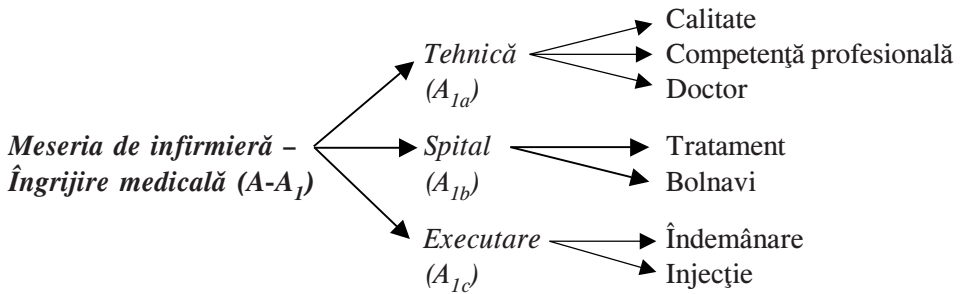 Calitate
Tehnică
Competenţă profesională
(A1a)
Doctor
Meseria de infirmieră –
Îngrijire medicală (A-A1)
Spital
Tratament
(A1b)
Bolnavi
Executare
Îndemânare
(A1c)
Injecţie